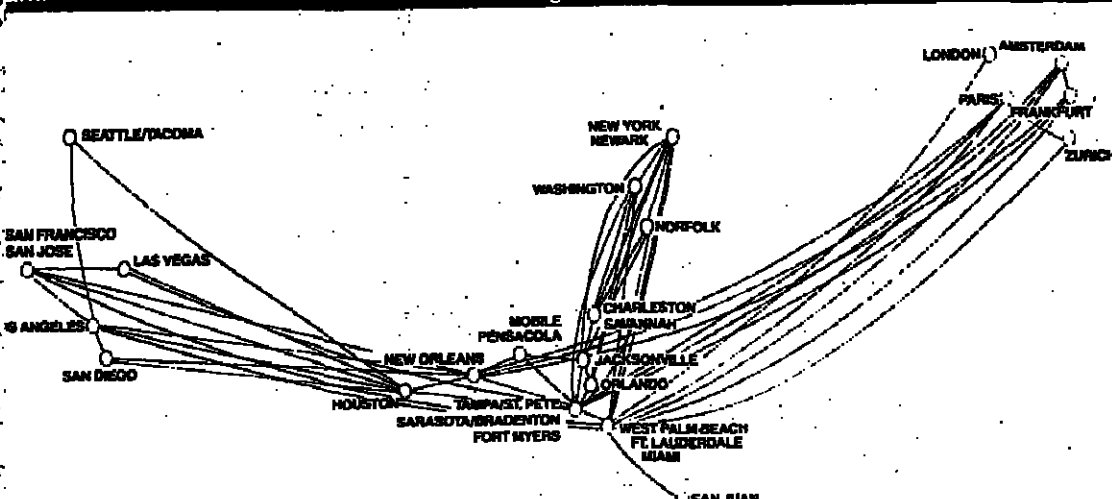 LONDON
AMSTERDAM
PARIS
FRANKFURT
ZURICH
SEATTLE/TACOMA
NEW YORK
NEWARK
WASHINGTON
NORFOLK
SAN FRANCISCO
SAN JOSE
LAS VEGAS
S ANGELES
SAN DIEGO
CHARLESTON
SAVANNAH
MOBILE
PENSACOLA
NEW ORLEANS
JACKSONVILLE
ORLANDO
HOUSTON
TAMPA/ST. PETE
SARASOTA/BRADENTON
FORT MYERS
WEST PALM BEACH
FT. LAUDERDALE
MIAMI
SAN JUAN